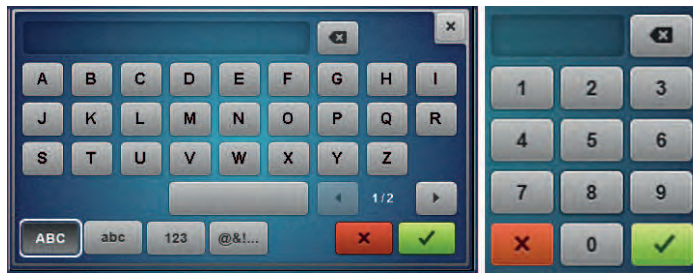 A B C D E F G H I
J K L M N O P Q R
S T U V W X Y Z
1/2
ABC abc 123 @&!...
1 2 3
4 5 6
7 8 9
0